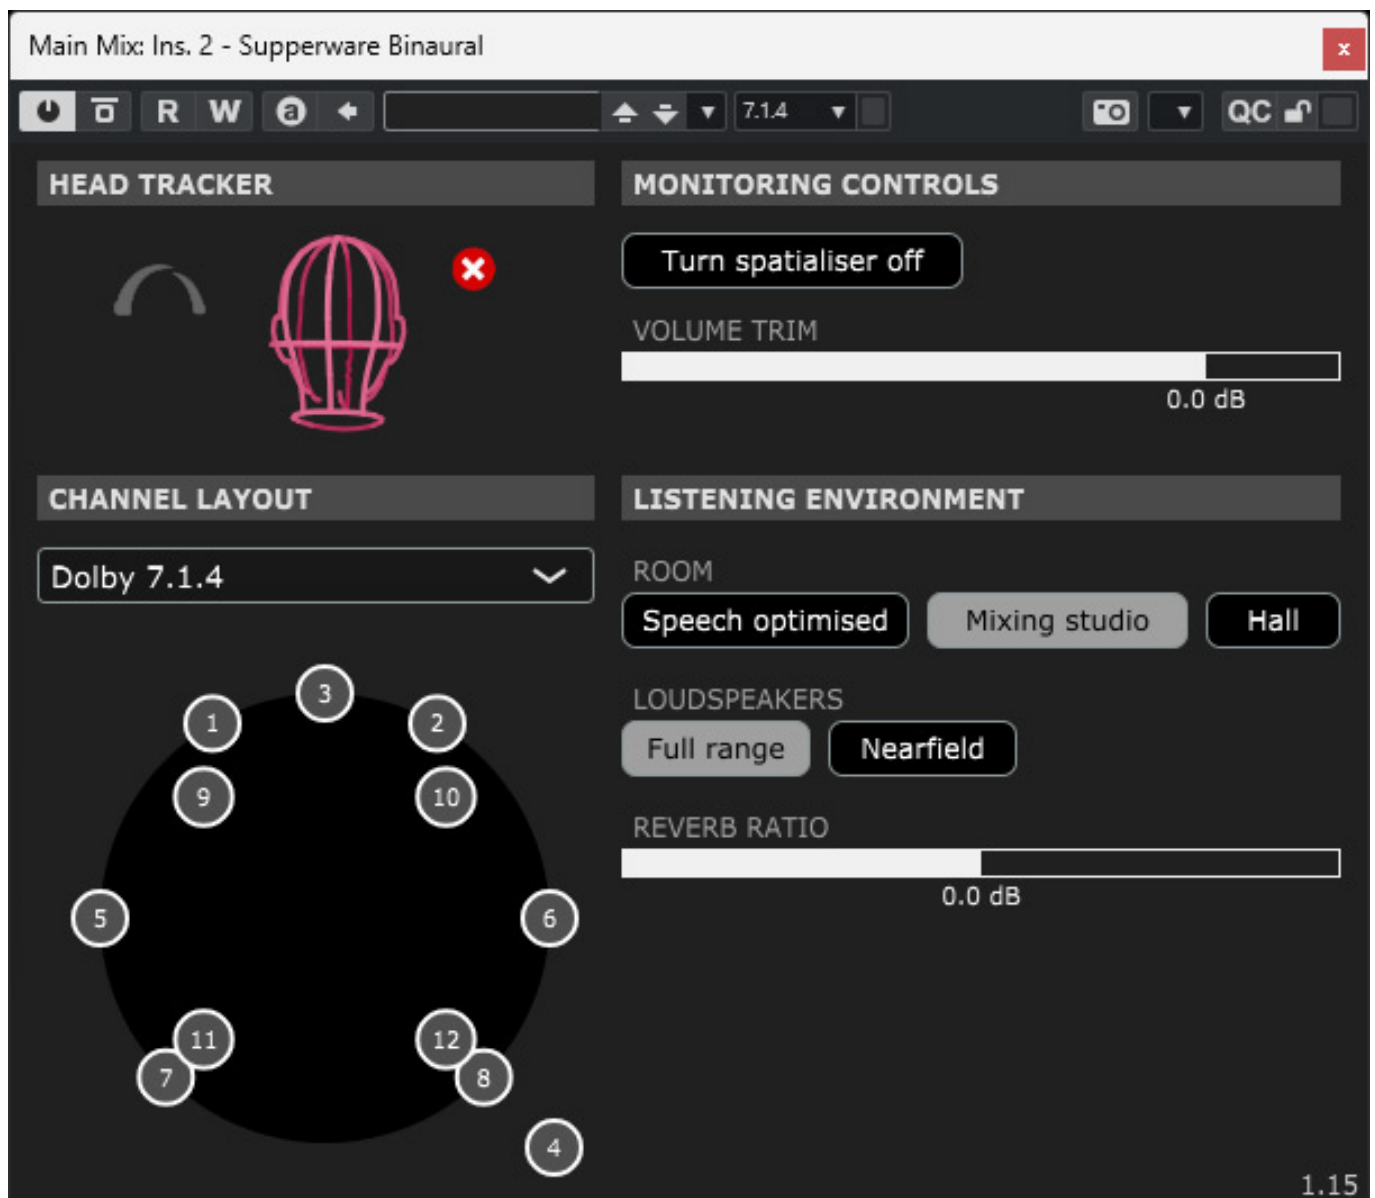 Main Mix: Ins. 2 - Supperware Binaural
x
R W a 7.1.4 QC
HEAD TRACKER
MONITORING CONTROLS
Turn spatialiser off
VOLUME TRIM
0.0 dB
CHANNEL LAYOUT
Dolby 7.1.4
LISTENING ENVIRONMENT
ROOM
Speech optimised Mixing studio Hall
LOUDSPEAKERS
Full range Nearfield
REVERB RATIO
0.0 dB
3
1 2
9 10
5 6
11 12
7 8
4
1.15